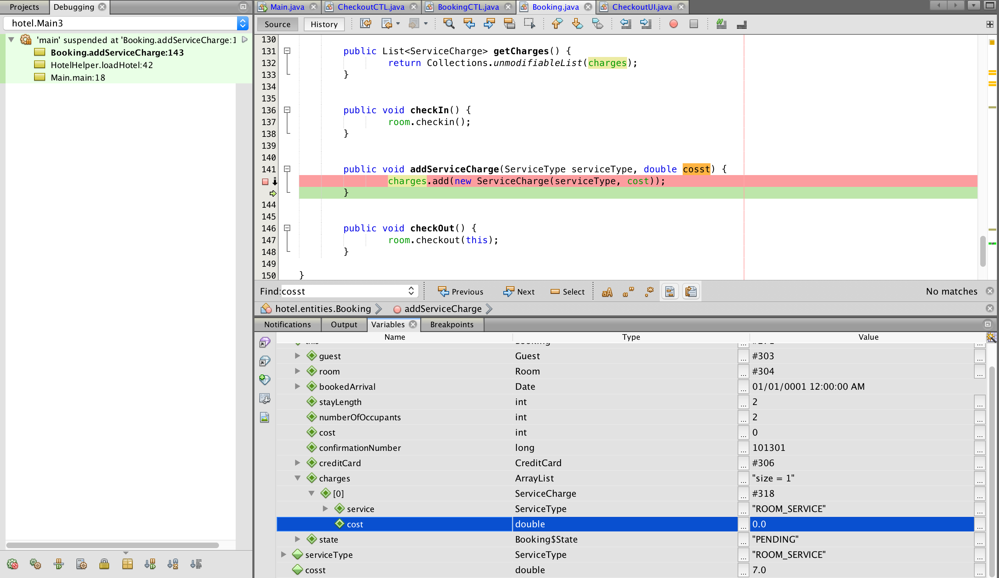 Projects Debugging
hotel.Main3
'main' suspended at 'Booking.addServiceCharge:1
Booking.addServiceCharge:143
HotelHelper.loadHotel:42
Main.main:18
Main.java CheckoutCTL.java BookingCTL.java Booking.java CheckoutUI.java
Source History
130
131 public List<ServiceCharge> getCharges() {
132 return Collections.unmodifiableList(charges);
133 }
134
135
136 public void checkIn() {
137 room.checkin();
138 }
139
140
141 public void addServiceCharge(ServiceType serviceType, double cosst) {
charges.add(new ServiceCharge(serviceType, cost));
}
144
145
146 public void checkOut() {
147 room.checkout(this);
148 }
149
150 }
Find: cosst Previous Next Select No matches
hotel.entities.Booking addServiceCharge
Notifications Output Variables Breakpoints
Name Type Value
guest Guest ... #303 ...
room Room ... #304 ...
bookedArrival Date ... 01/01/0001 12:00:00 AM
stayLength int ... 2 ...
numberOfOccupants int ... 2 ...
cost int ... 0 ...
confirmationNumber long ... 101301 ...
creditCard CreditCard ... #306 ...
charges ArrayList ... "size = 1" ...
[0] ServiceCharge ... #318 ...
service ServiceType ... "ROOM_SERVICE" ...
cost double ... 0.0 ...
state Booking$State ... "PENDING" ...
serviceType ServiceType ... "ROOM_SERVICE" ...
cosst double ... 7.0 ...